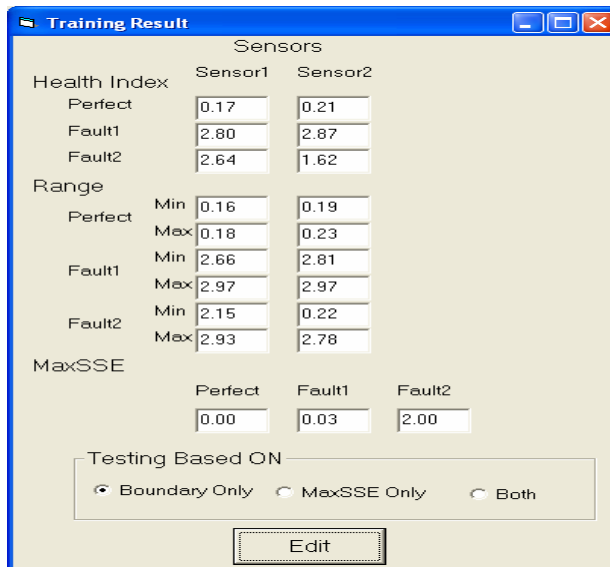 Training Result
Sensors
Health Index Sensor1 Sensor2
Perfect 0.17 0.21
Fault1 2.80 2.87
Fault2 2.64 1.62
Range
Perfect Min 0.16 0.19
Max 0.18 0.23
Fault1 Min 2.66 2.81
Max 2.97 2.97
Fault2 Min 2.15 0.22
Max 2.93 2.78
MaxSSE
Perfect Fault1 Fault2
0.00 0.03 2.00
Testing Based ON
Boundary Only MaxSSE Only Both
Edit